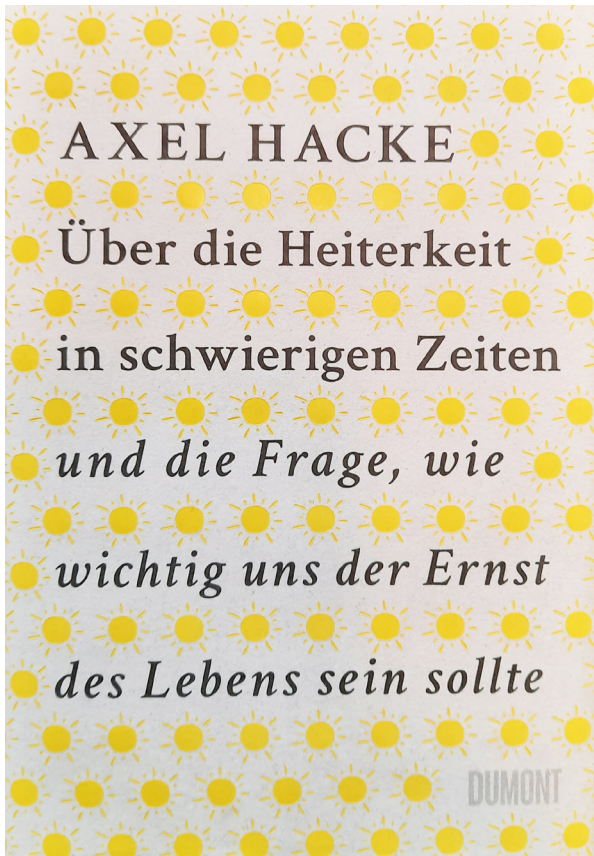 AXEL HACKE
Über die Heiterkeit
in schwierigen Zeiten
und die Frage, wie
wichtig uns der Ernst
des Lebens sein sollte
DUMONT